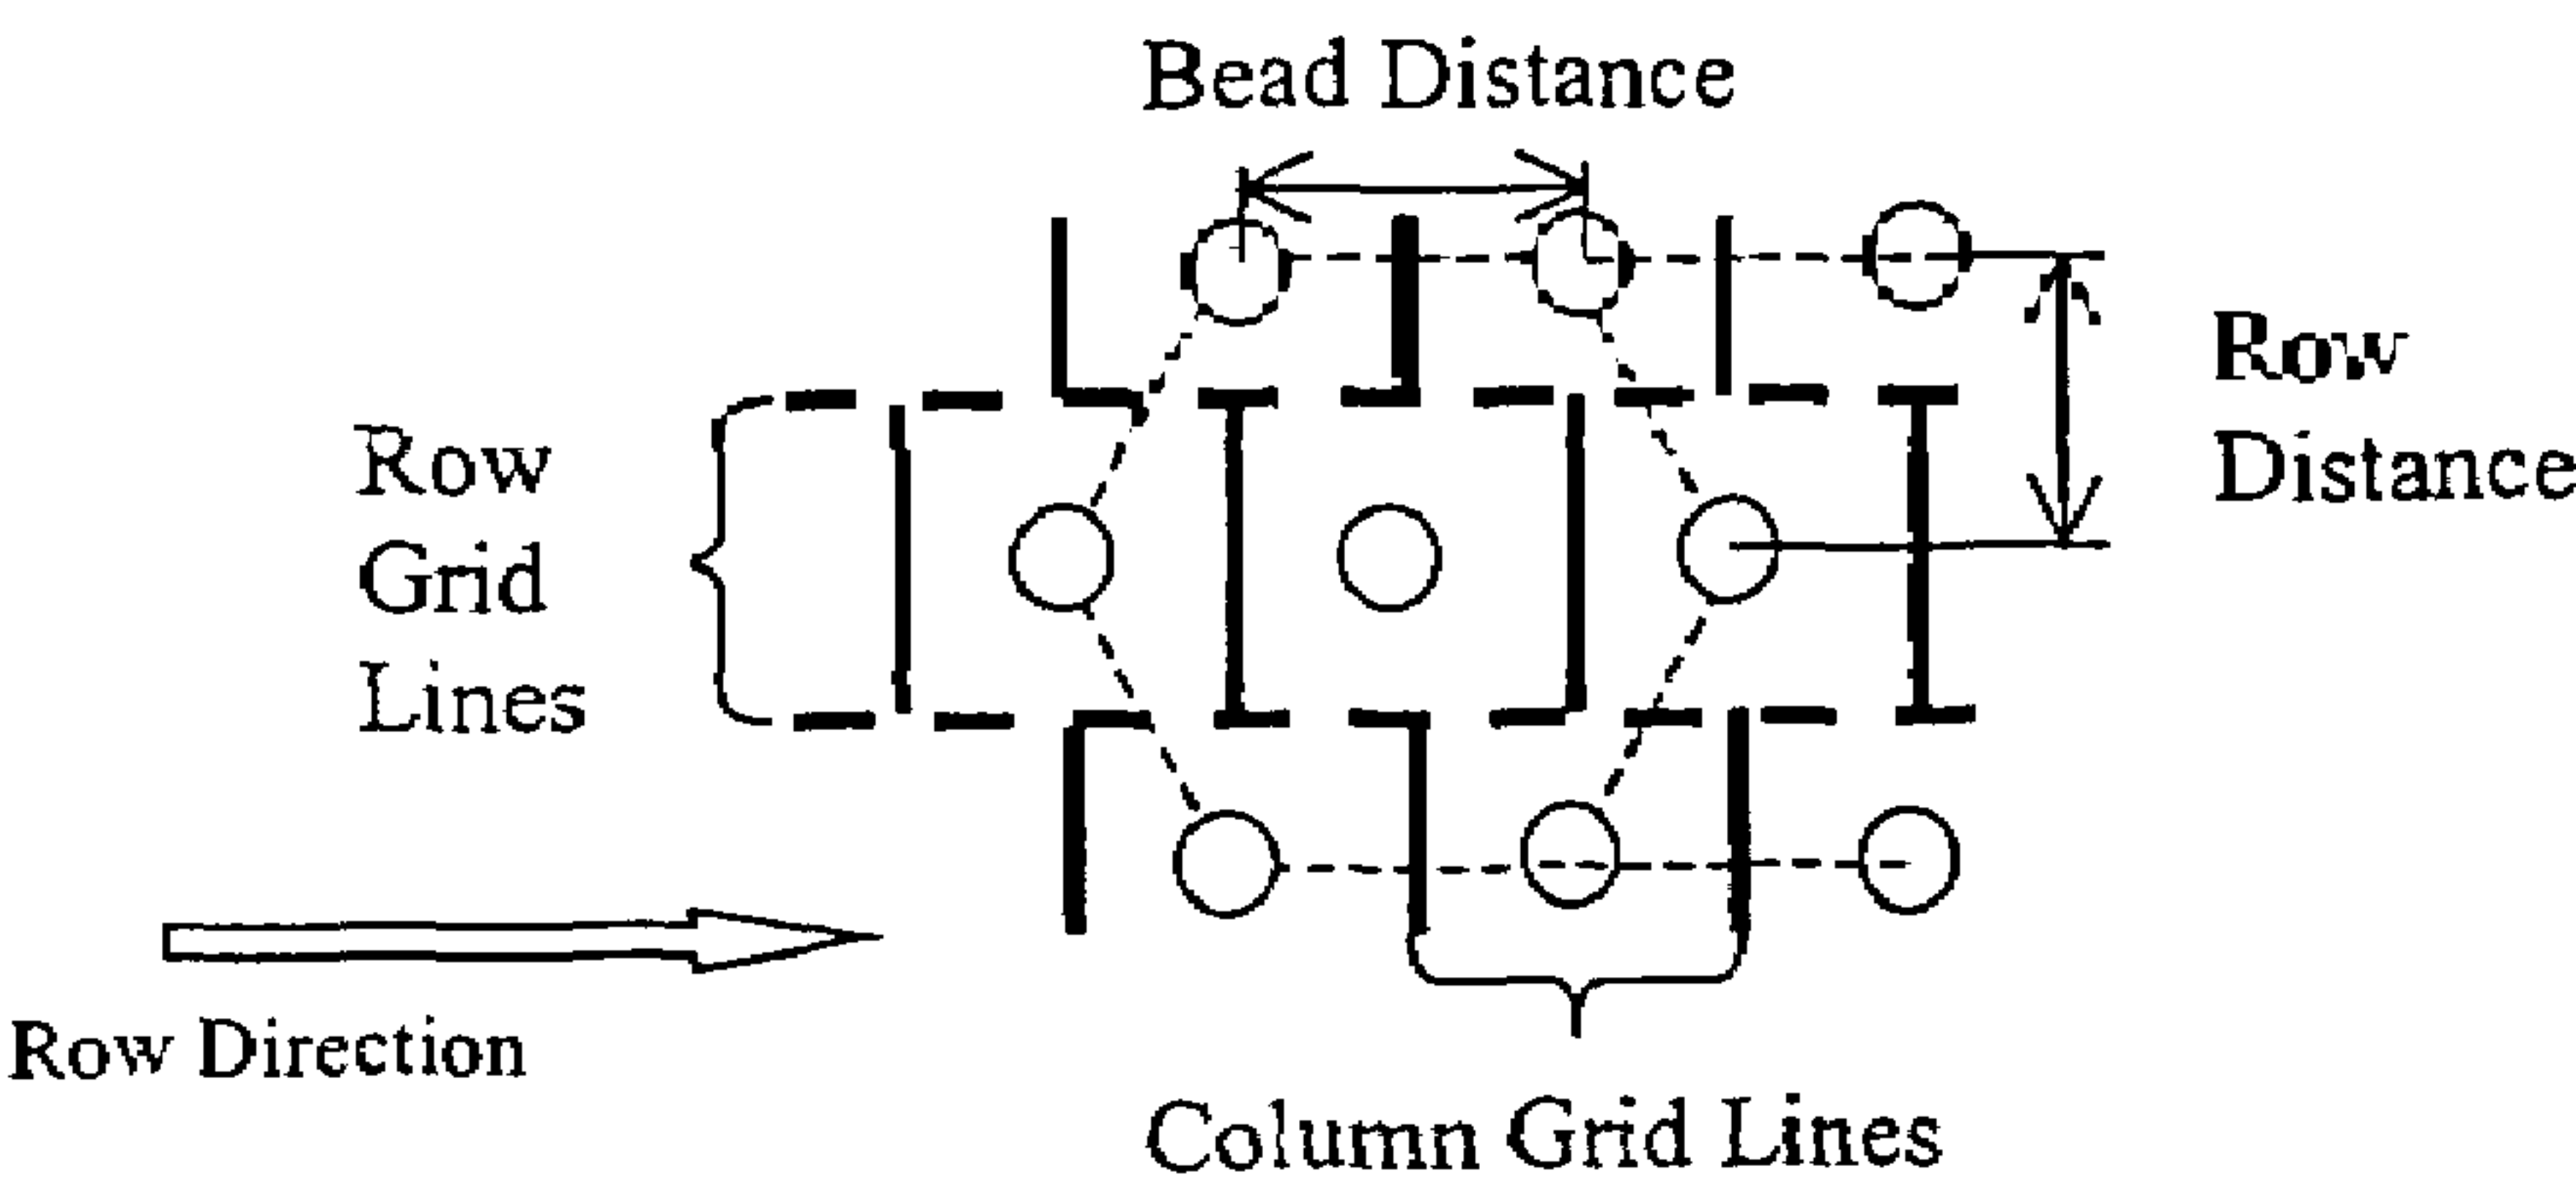 Bead Distance
Row
Distance
Row
Grid
Lines
Row Direction
Column Grid Lines